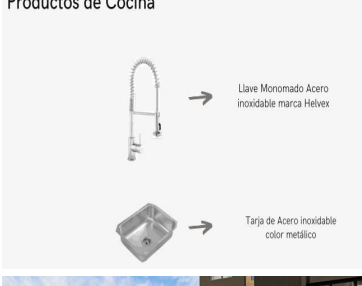 Productos de Cocina
Llave Monomado Acero
inoxidable marca Helvex
Tarja de Acero inoxidable
color metálico